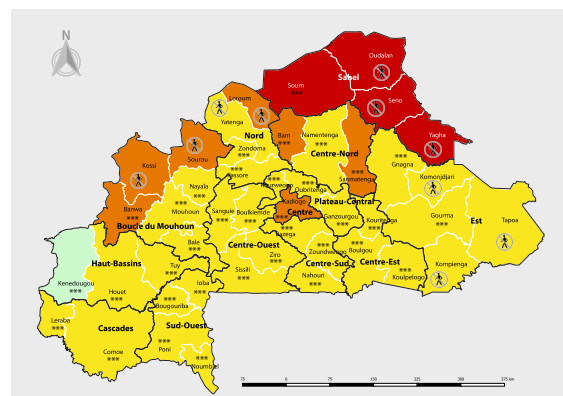 N
Oudalan
Sahel
Soum
***
Seno
Loroum
Yatenga
Yagha
Nord
Bam
***
Namentenga
***
Zondoma
***
Centre-Nord
Sourou
Kossi
Gnagna
***
Passore
***
Sanmatenga
***
Komonjdjari
Nayala
***
Kourweogo
***
Oubritenga
***
Kadiogo
***
Plateau-Central
Banwa
***
Mouhoun
***
Sanguie
***
Boulkiemde
***
Centre
Ganzourgou
***
Kouritenga
***
Gourma
***
Est
Tapoa
Boucle du Mouhoun
Bazega
***
Bale
***
Centre-Ouest
Zoundweogo
***
Boulgou
***
Haut-Bassins
Tuy
***
Ziro
***
Centre-Sud
Centre-Est
Kompienga
Sissili
***
Nahouri
***
Koulpelogo
***
Kenedougou
***
Houet
***
Ioba
***
Bougouriba
***
Leraba
***
Cascades
Sud-Ouest
Comoe
***
Poni
***
Noumbiel
***
75 0 75 150 225 300 375 km